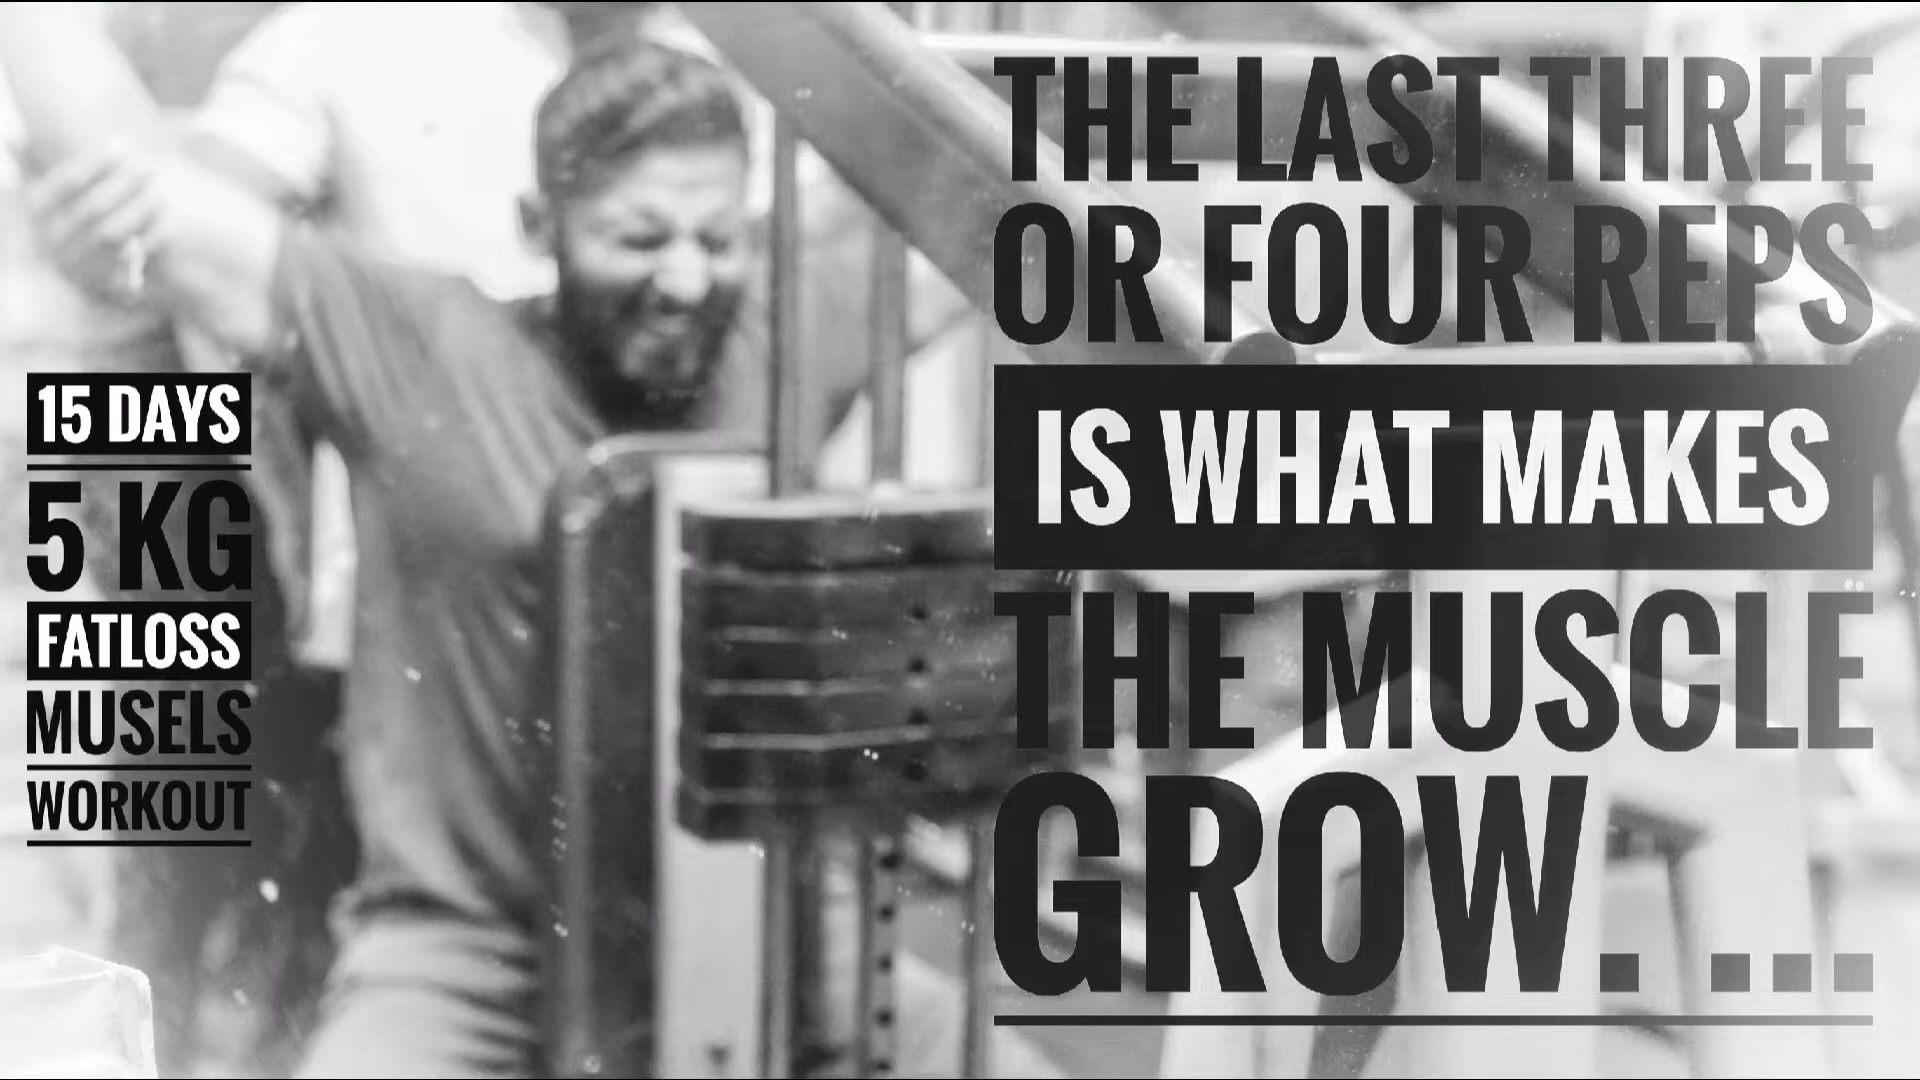 15 DAYS
5 KG
FATLOSS
MUSELS
WORKOUT
THE LAST THREE
OR FOUR REPS
IS WHAT MAKES
THE MUSCLE
GROW. ...